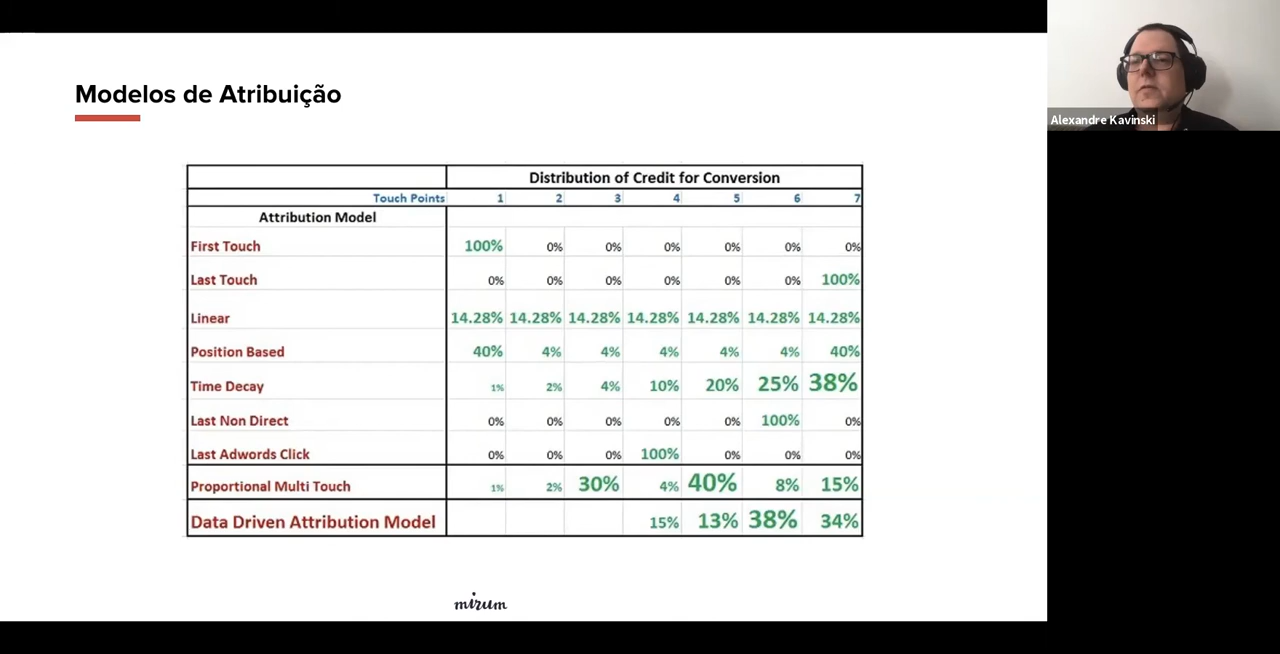 Modelos de Atribuição
Alexandre Kavinski
Distribution of Credit for Conversion
Touch Points 1 2 3 4 5 6 7
Attribution Model
First Touch 100% 0% 0% 0% 0% 0% 0%
Last Touch 0% 0% 0% 0% 0% 0% 100%
Linear 14.28% 14.28% 14.28% 14.28% 14.28% 14.28% 14.28%
Position Based 40% 4% 4% 4% 4% 4% 40%
Time Decay 1% 2% 4% 10% 20% 25% 38%
Last Non Direct 0% 0% 0% 0% 0% 100% 0%
Last Adwords Click 0% 0% 0% 100% 0% 0% 0%
Proportional Multi Touch 1% 2% 30% 4% 40% 8% 15%
Data Driven Attribution Model 15% 13% 38% 34%
mirum